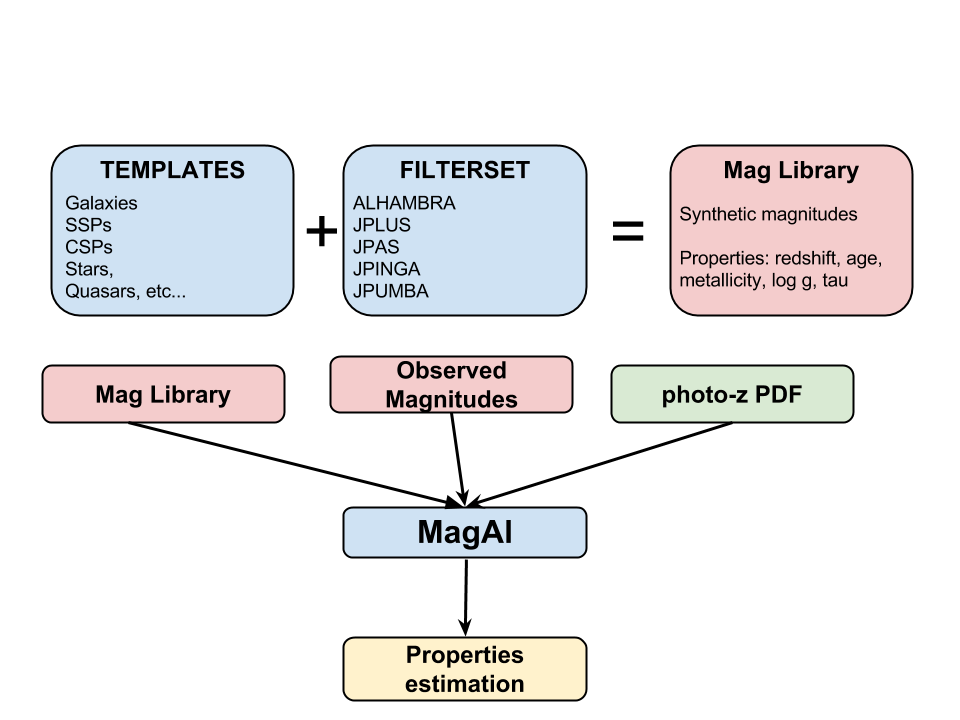 TEMPLATES
Galaxies
SSPs
CSPs
Stars,
Quasars, etc...
+
FILTERSET
ALHAMBRA
JPLUS
JPAS
JPINGA
JPUMBA
=
Mag Library
Synthetic magnitudes
Properties: redshift, age,
metallicity, log g, tau
Mag Library
Observed
Magnitudes
photo-z PDF
MagAl
Properties
estimation